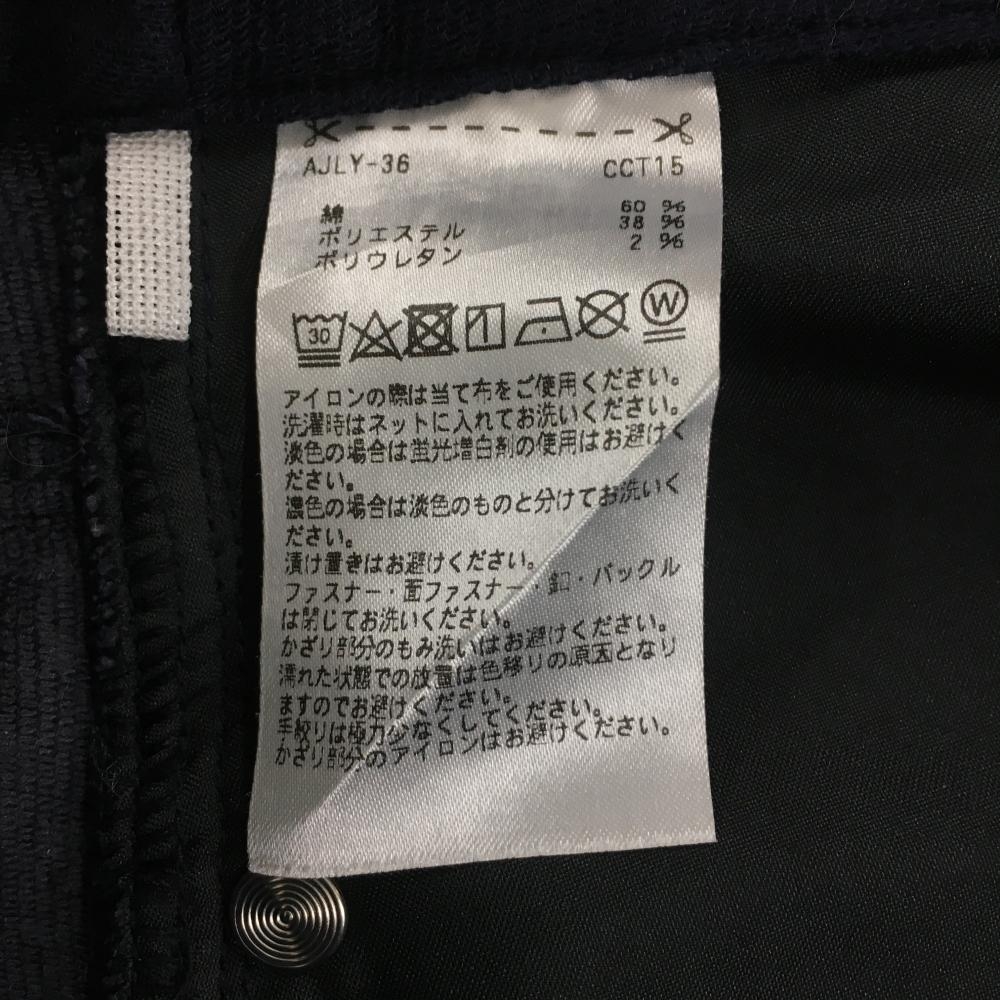 AJLY-36 CCT15
綿 60 %
ポリエステル 38 %
ポリウレタン 2 %
30 W
アイロンの際は当て布をご使用ください。
洗濯時はネットに入れてお洗いください。
淡色の場合は蛍光増白剤の使用はお避けく
ださい。
濃色の場合は淡色のものと分けてお洗いく
ださい。
漬け置きはお避けください。
ファスナー・面ファスナー・釦・バックル
は閉じてお洗いください。
かざり部分のもみ洗いはお避けください。
濡れた状態での放置は色移りの原因となり
ますのでお避けください。
手絞りは極力少なくしてください。
かざり部分のアイロンはお避けください。